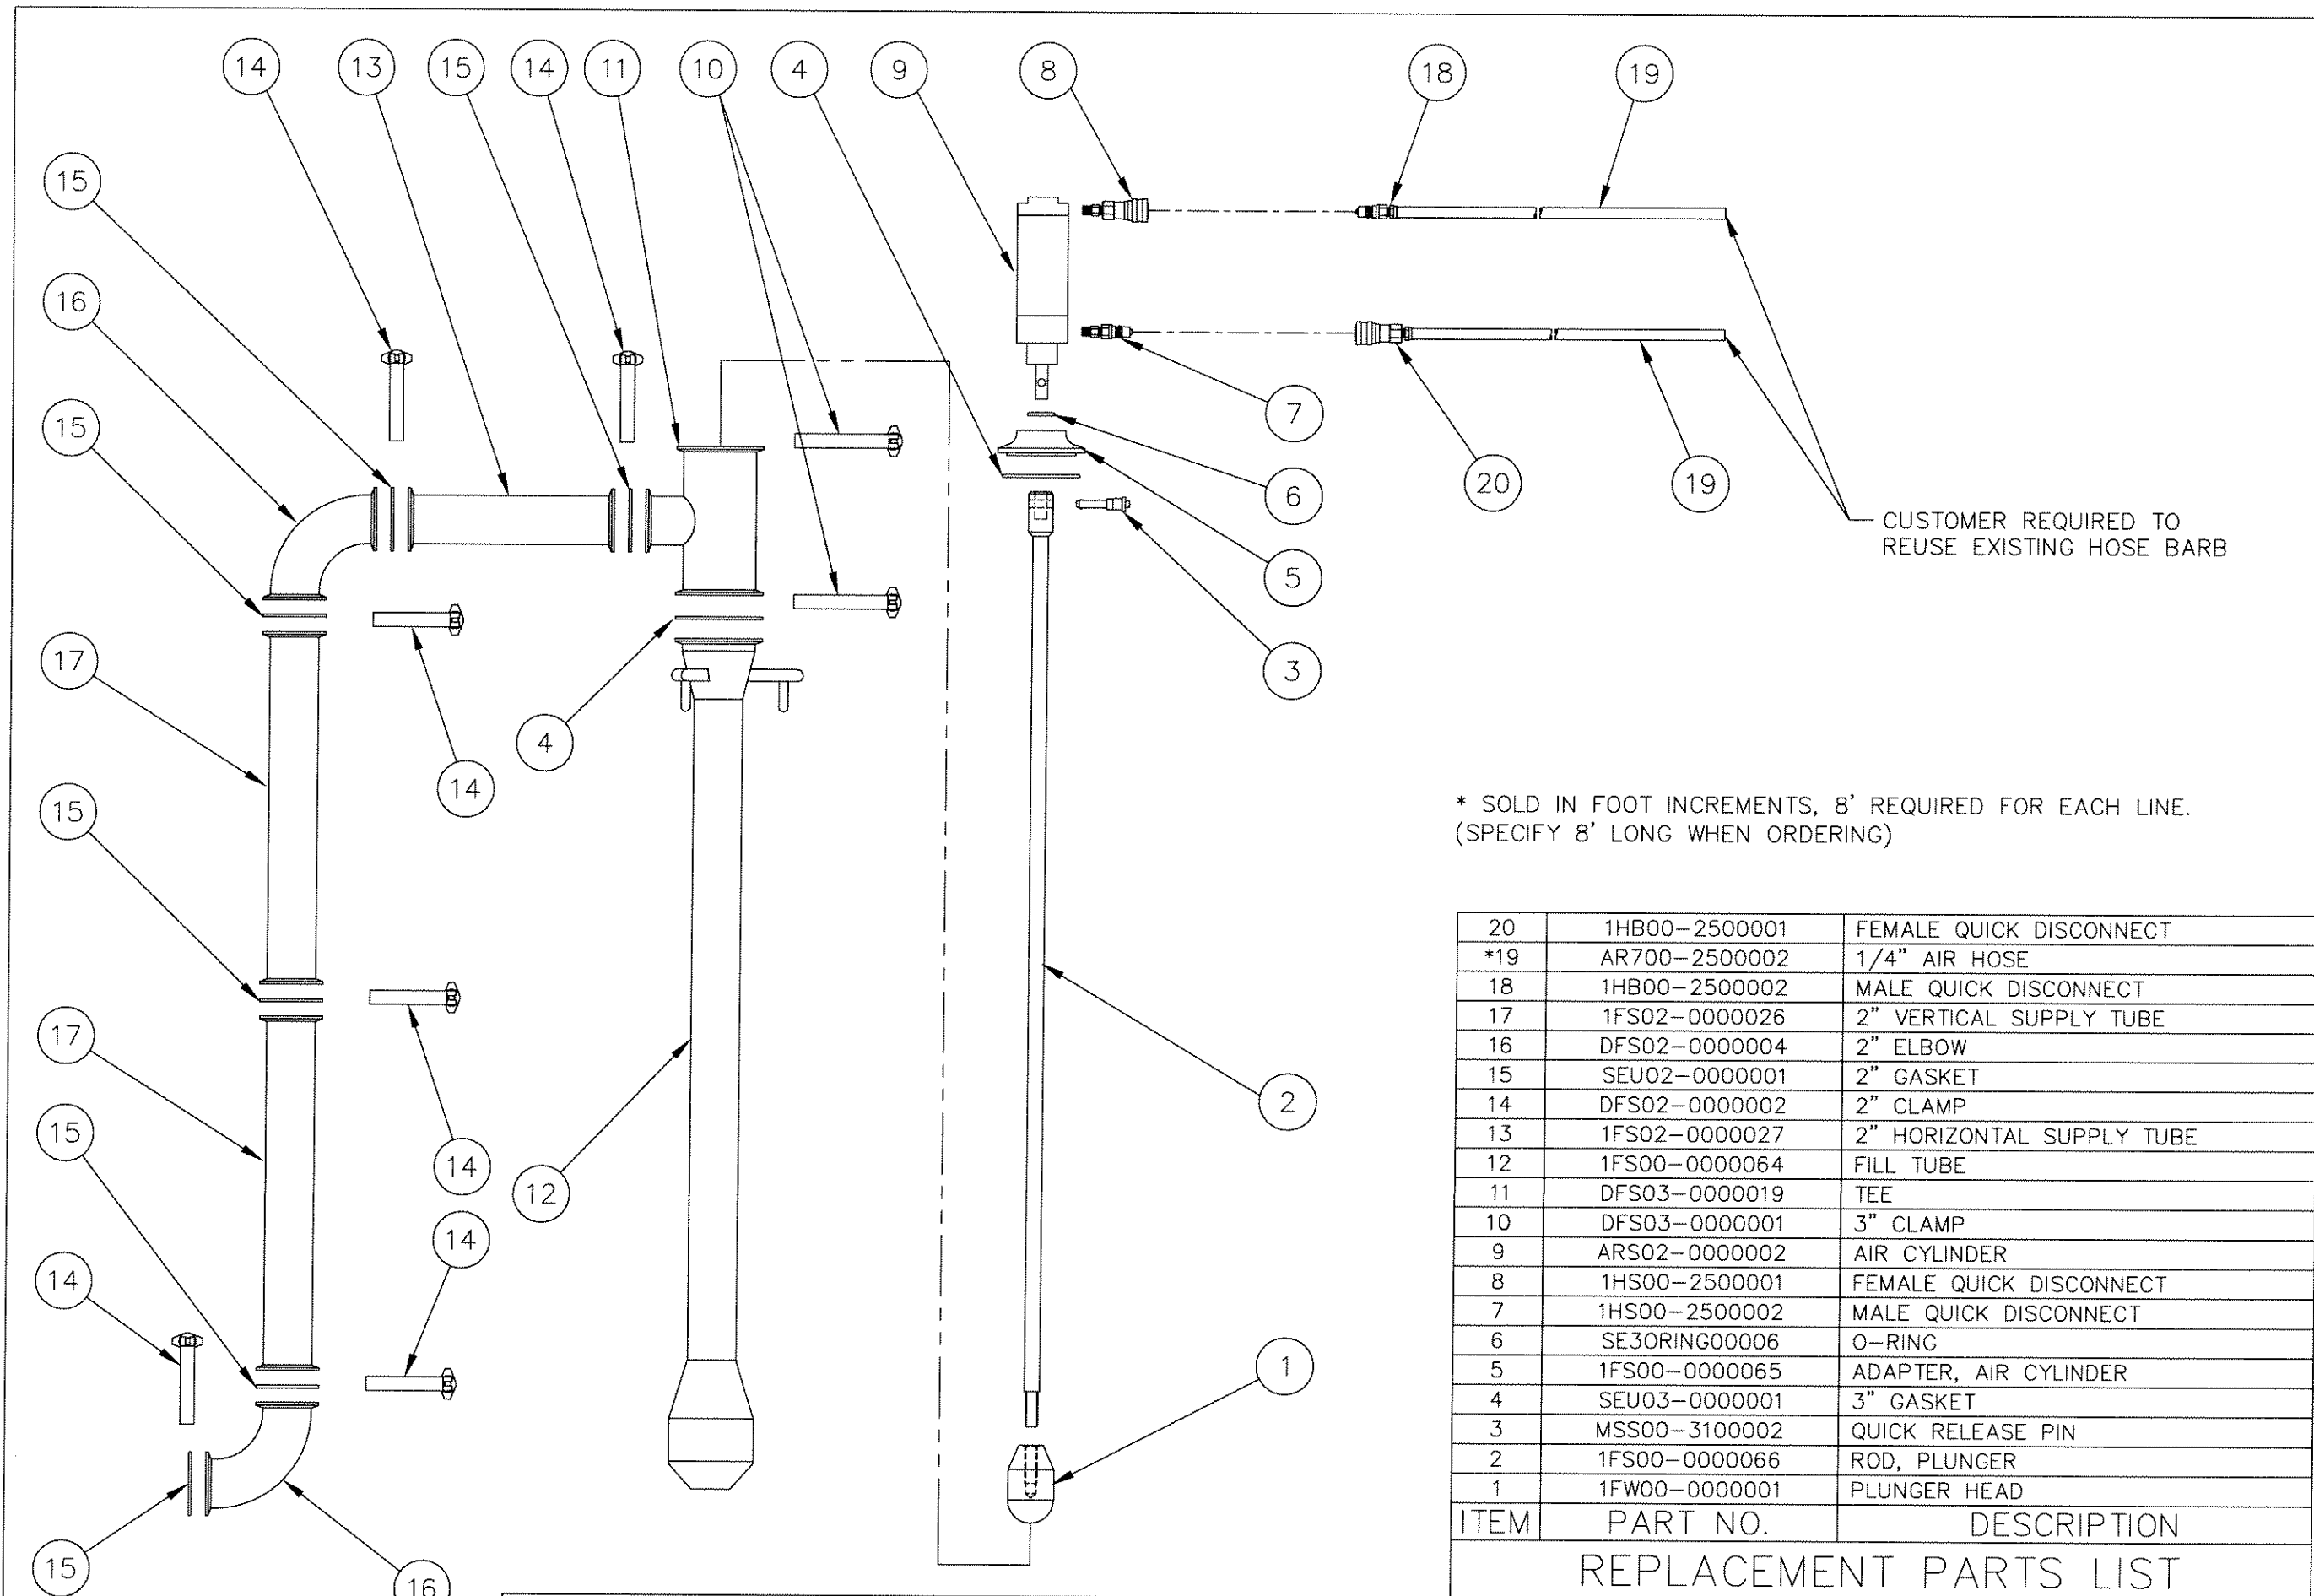 14 13 15 14 11 10 4 9 8 18 19
15
16
15
7
6
20 19
CUSTOMER REQUIRED TO
REUSE EXISTING HOSE BARB
5
3
17
4
14
* SOLD IN FOOT INCREMENTS, 8' REQUIRED FOR EACH LINE.
(SPECIFY 8' LONG WHEN ORDERING)
15
17
2
15
14
12
14
14
1
15
16
20 1HB00-2500001 FEMALE QUICK DISCONNECT
*19 AR700-2500002 1/4" AIR HOSE
18 1HB00-2500002 MALE QUICK DISCONNECT
17 1FS02-0000026 2" VERTICAL SUPPLY TUBE
16 DFS02-0000004 2" ELBOW
15 SEU02-0000001 2" GASKET
14 DFS02-0000002 2" CLAMP
13 1FS02-0000027 2" HORIZONTAL SUPPLY TUBE
12 1FS00-0000064 FILL TUBE
11 DFS03-0000019 TEE
10 DFS03-0000001 3" CLAMP
9 ARS02-0000002 AIR CYLINDER
8 1HS00-2500001 FEMALE QUICK DISCONNECT
7 1HS00-2500002 MALE QUICK DISCONNECT
6 SE3ORING00006 O-RING
5 1FS00-0000065 ADAPTER, AIR CYLINDER
4 SEU03-0000001 3" GASKET
3 MSS00-3100002 QUICK RELEASE PIN
2 1FS00-0000066 ROD, PLUNGER
1 1FW00-0000001 PLUNGER HEAD
ITEM PART NO. DESCRIPTION
REPLACEMENT PARTS LIST